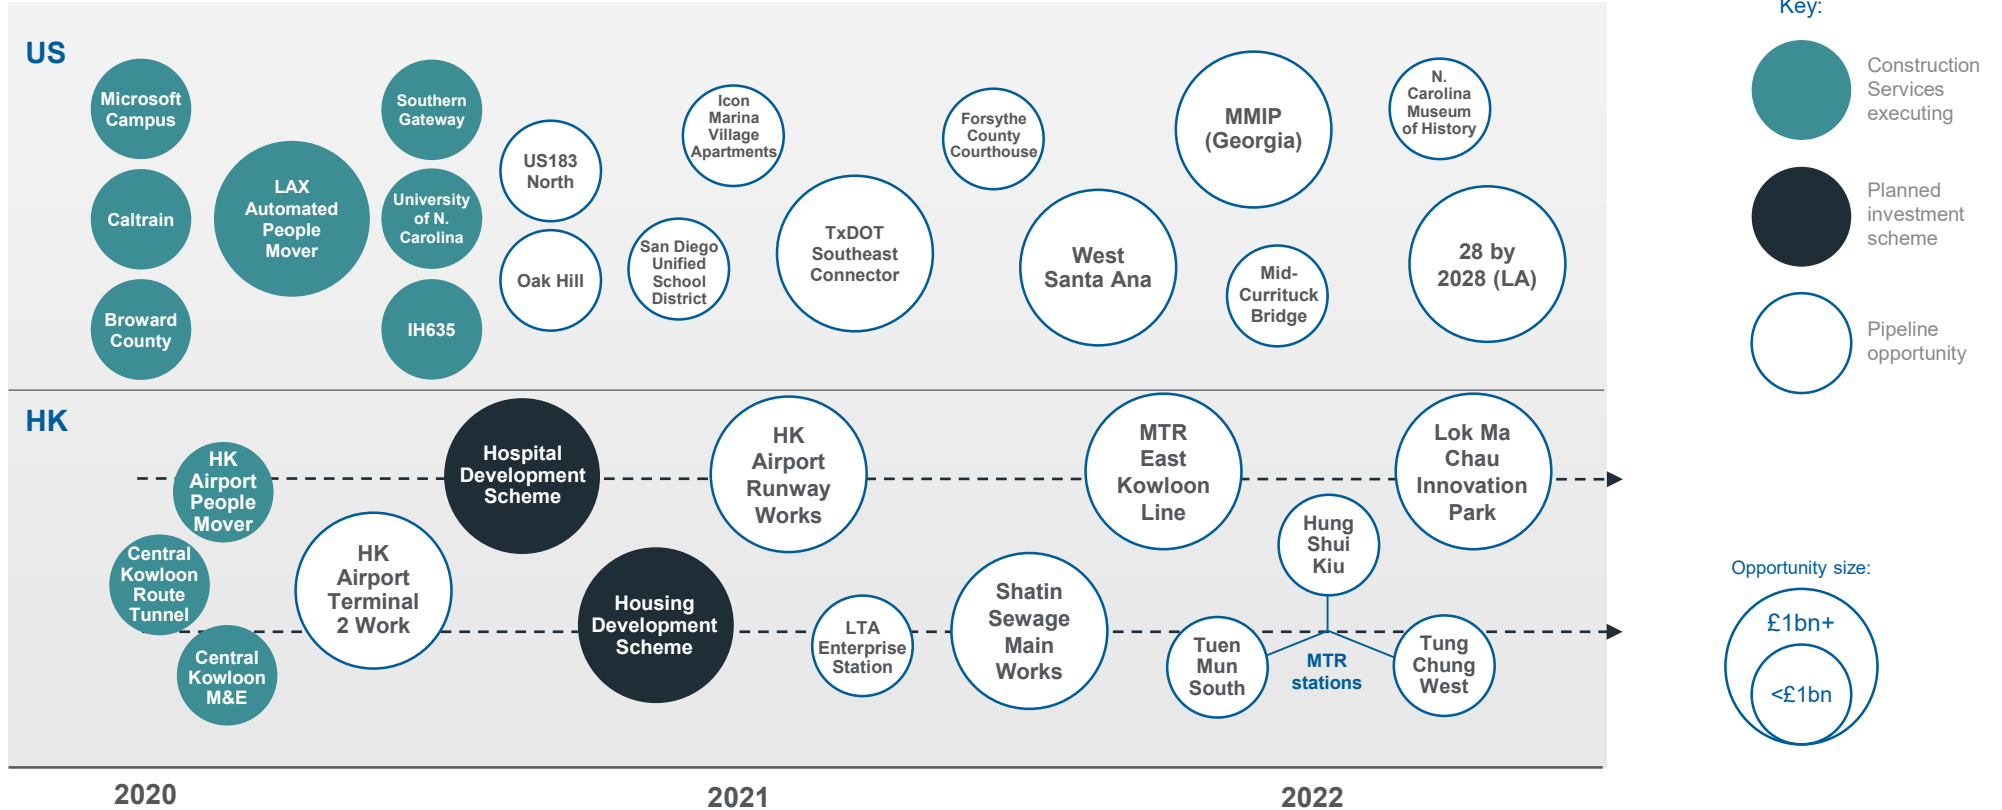 US
Microsoft
Campus
Caltrain
Broward
County
LAX
Automated
People
Mover
Southern
Gateway
University
of N.
Carolina
IH635
US183
North
Oak Hill
Icon
Marina
Village
Apartments
San Diego
Unified
School
District
TxDOT
Southeast
Connector
Forsythe
County
Courthouse
West
Santa Ana
MMIP
(Georgia)
Mid-
Currituck
Bridge
N.
Carolina
Museum
of History
28 by
2028 (LA)
HK
HK
Airport
People
Mover
Central
Kowloon
Route
Tunnel
Central
Kowloon
M&E
HK
Airport
Terminal
2 Work
Hospital
Development
Scheme
Housing
Development
Scheme
HK
Airport
Runway
Works
LTA
Enterprise
Station
Shatin
Sewage
Main
Works
MTR
East
Kowloon
Line
Hung
Shui
Kiu
Tuen
Mun
South
MTR
stations
Tung
Chung
West
Lok Ma
Chau
Innovation
Park
2020
2021
2022
Key:
Construction
Services
executing
Planned
investment
scheme
Pipeline
opportunity
Opportunity size:
£1bn+
<£1bn